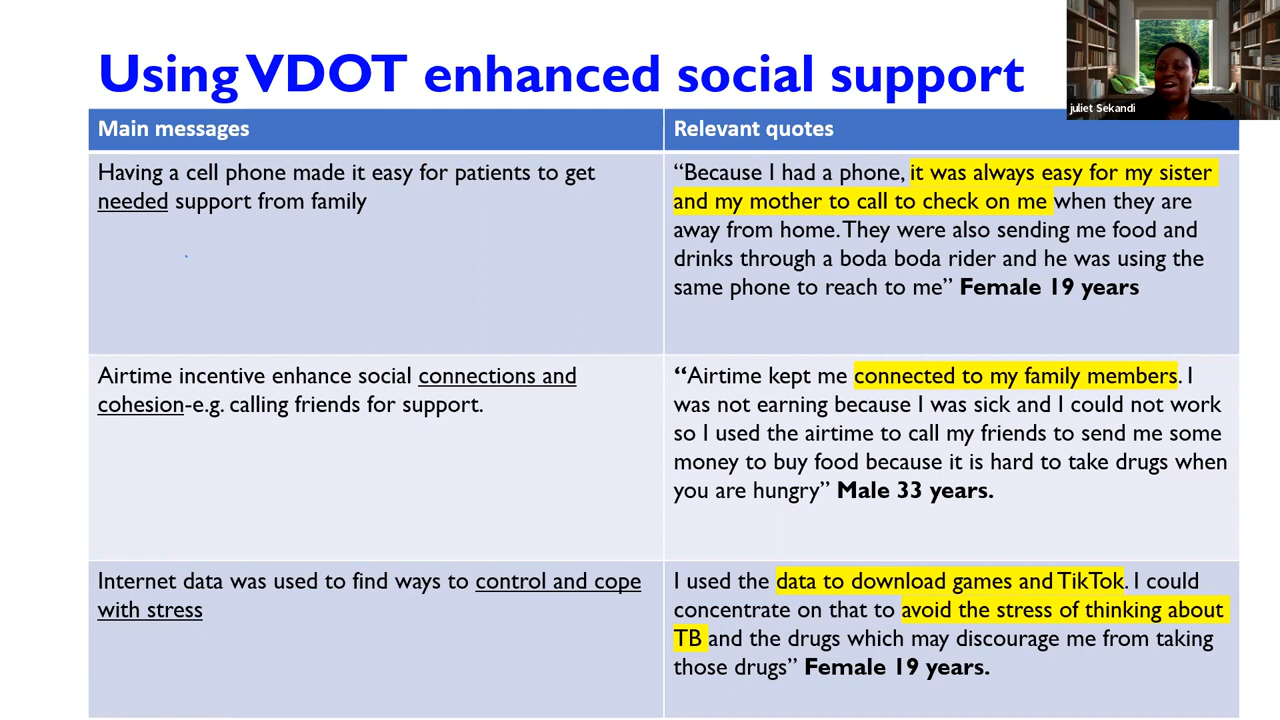 Using VDOT enhanced social support
juliet Sekandi
Main messages
Relevant quotes
Having a cell phone made it easy for patients to get
needed support from family
“Because I had a phone, it was always easy for my sister
and my mother to call to check on me when they are
away from home. They were also sending me food and
drinks through a boda boda rider and he was using the
same phone to reach to me” Female 19 years
Airtime incentive enhance social connections and
cohesion-e.g. calling friends for support.
“Airtime kept me connected to my family members. I
was not earning because I was sick and I could not work
so I used the airtime to call my friends to send me some
money to buy food because it is hard to take drugs when
you are hungry” Male 33 years.
Internet data was used to find ways to control and cope
with stress
I used the data to download games and TikTok. I could
concentrate on that to avoid the stress of thinking about
TB and the drugs which may discourage me from taking
those drugs” Female 19 years.